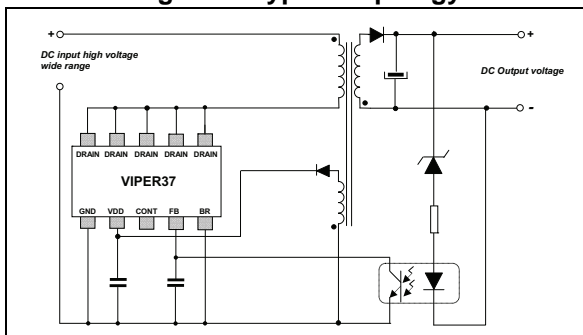 +
+
DC input high voltage
wide range
DC Output voltage
-
DRAIN DRAIN DRAIN DRAIN DRAIN
VIPER37
GND VDD CONT FB BR